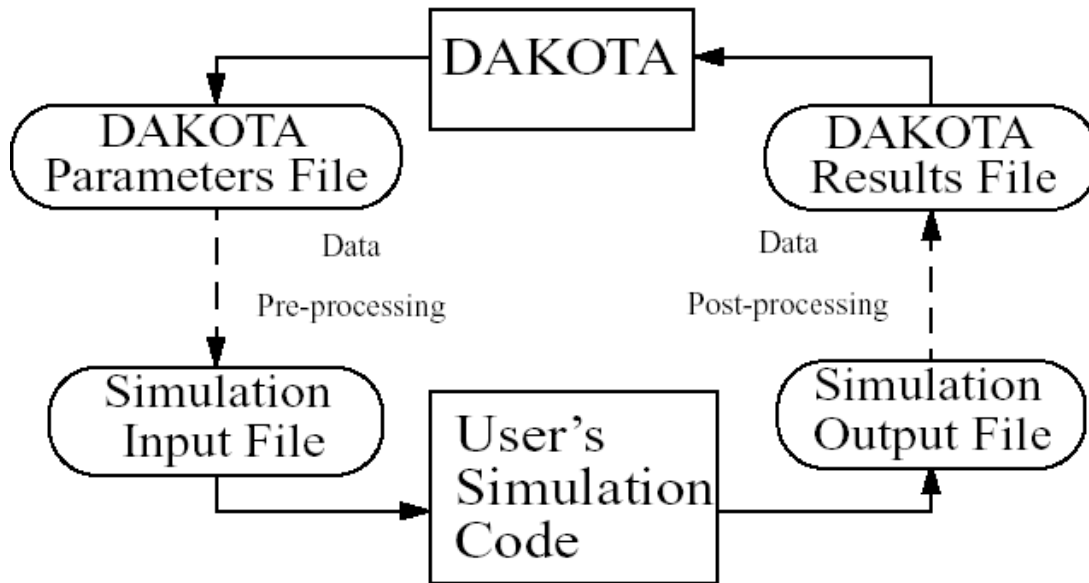 DAKOTA
DAKOTA
Parameters File
DAKOTA
Results File
Data
Pre-processing
Data
Post-processing
Simulation
Input File
User's
Simulation
Code
Simulation
Output File